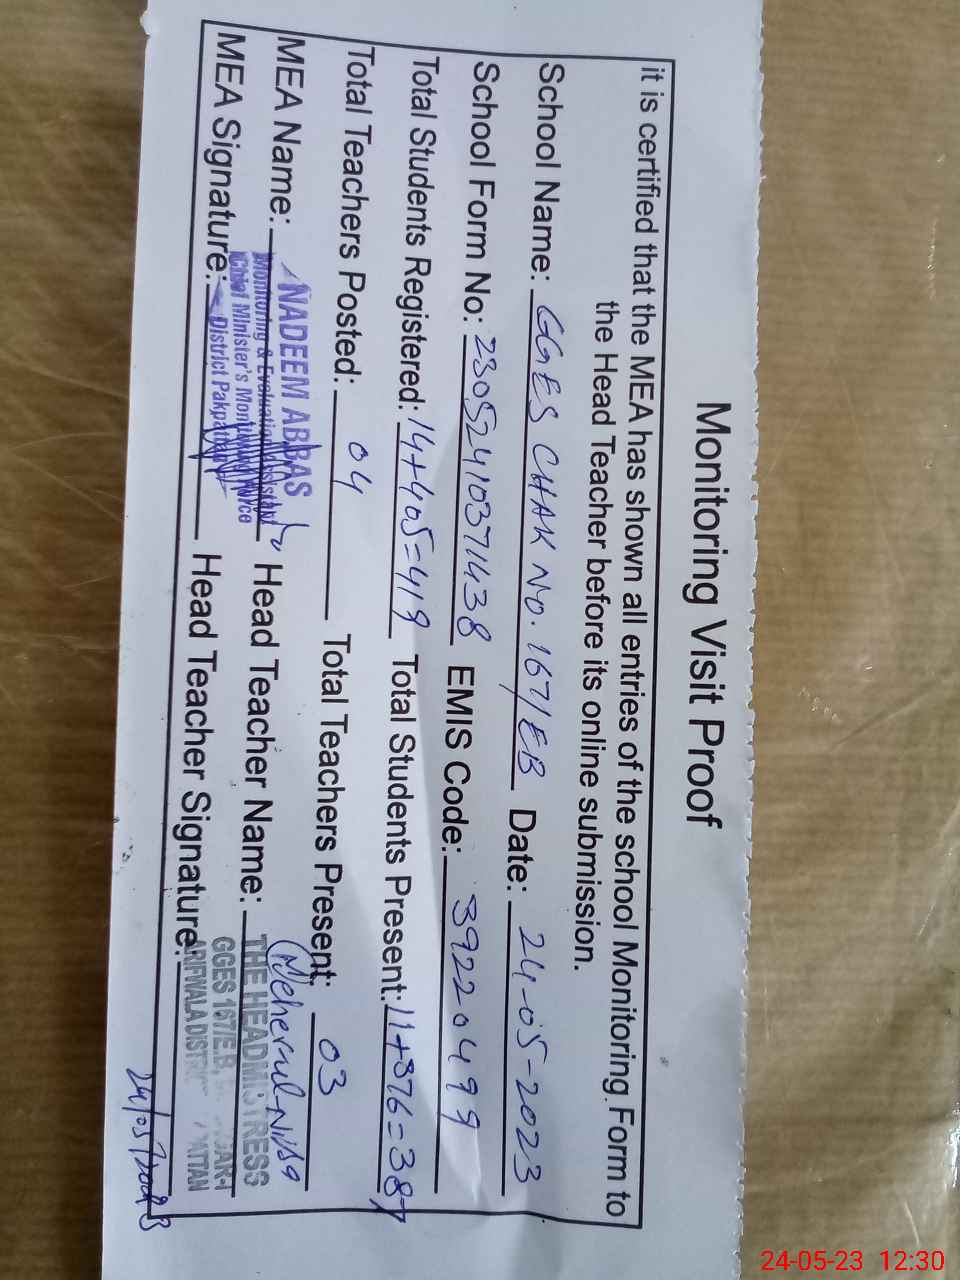 Monitoring Visit Proof
it is certified that the MEA has shown all entries of the school Monitoring Form to
the Head Teacher before its online submission.
School Name: GGES CHAK NO. 167/EB Date: 24-05-2023
School Form No: 23052410371438 EMIS Code: 39220499
Total Students Registered: 14+405=419 Total Students Present: 11+376=387
Total Teachers Posted: 04 Total Teachers Present: 03
MEA Name: NADEEM ABBAS Head Teacher Name: Meherul-Nisa
Monitoring & Evaluation
Chief Minister's
District
THE HEADMISTRESS
GGES 167/E.B.
ARIFWALA
MEA Signature: Head Teacher Signature:
24/05/2023
24-05-23 12:30